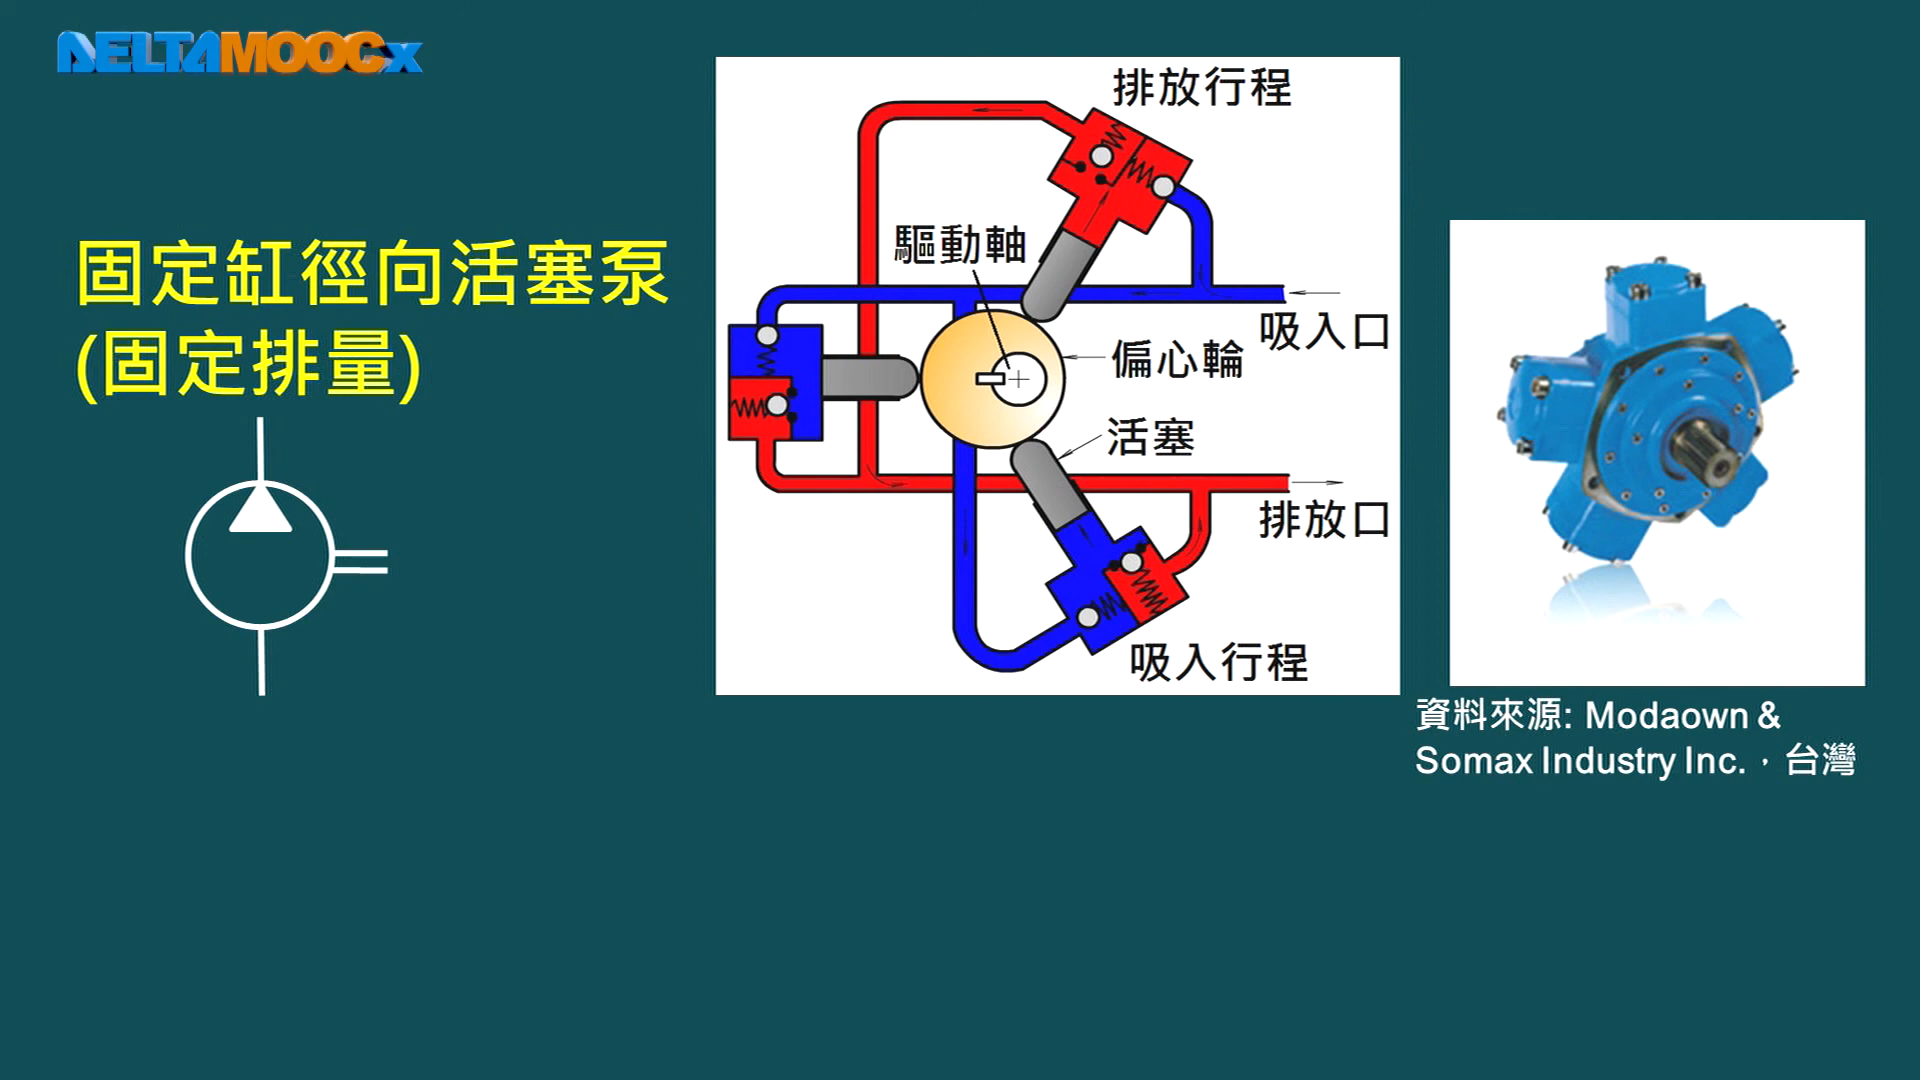 DELTAMOOCx
固定缸徑向活塞泵
(固定排量)
排放行程
驅動軸
吸入口
偏心輪
活塞
排放口
吸入行程
資料來源: Modaown &
Somax Industry Inc.，台灣